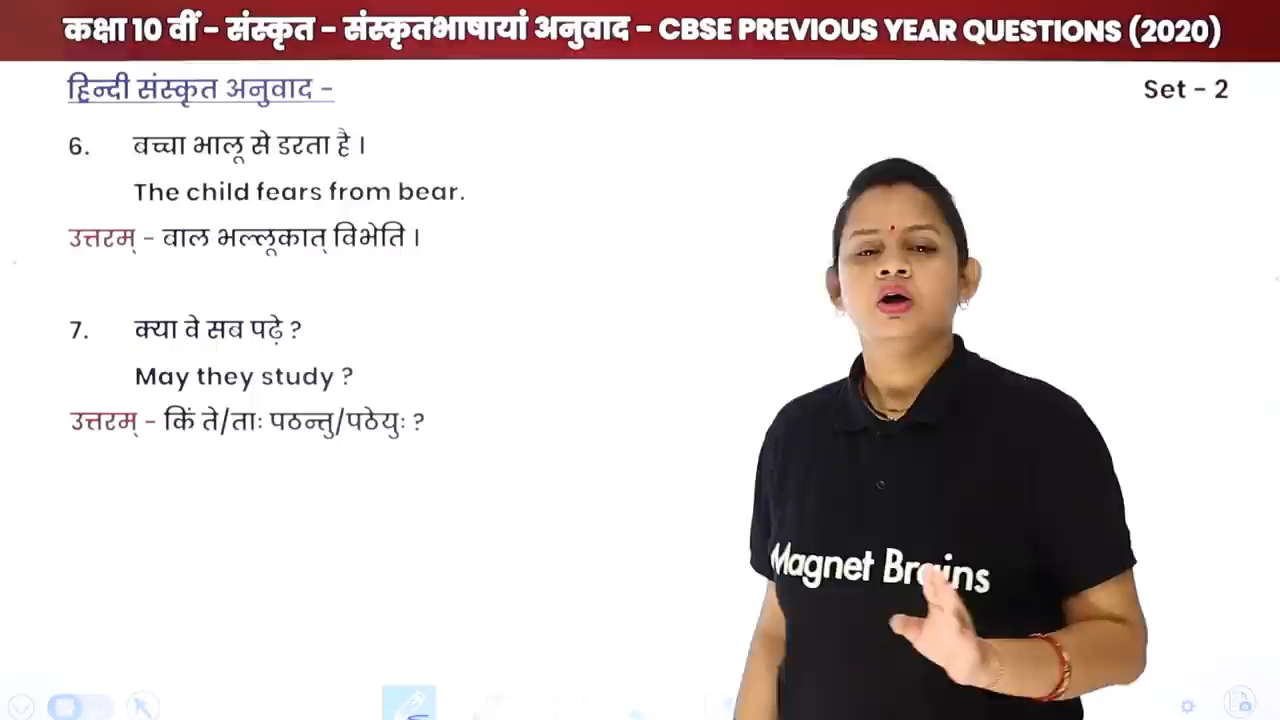 कक्षा 10 वीं - संस्कृत - संस्कृतभाषायां अनुवाद - CBSE PREVIOUS YEAR QUESTIONS (2020)
हिन्दी संस्कृत अनुवाद -
Set - 2
6. बच्चा भालू से डरता है ।
The child fears from bear.
उत्तरम् - बाल भल्लूकात् विभेति ।
7. क्या वे सब पढ़े ?
May they study ?
उत्तरम् - किं ते/ताः पठन्तु/पठेयुः ?
Magnet Brains